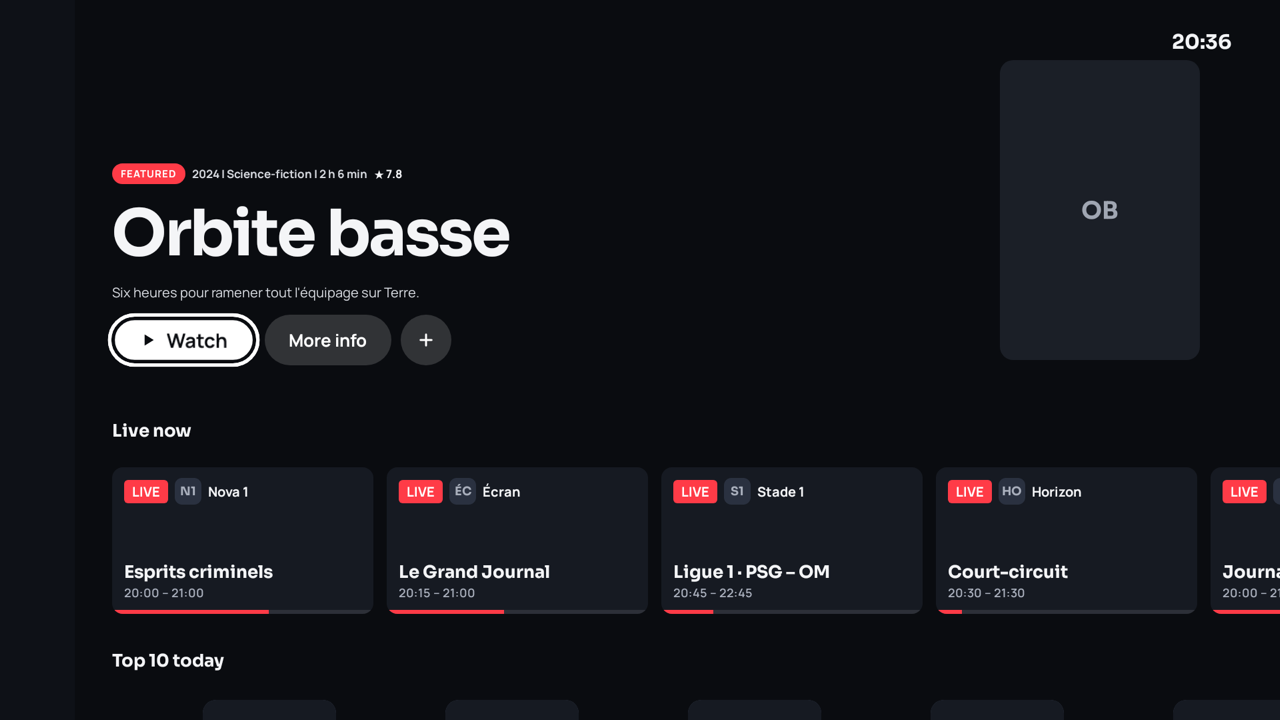 20:36
OB
FEATURED 2024 | Science-fiction | 2 h 6 min ★ 7.8
Orbite basse
Six heures pour ramener tout l'équipage sur Terre.
Watch More info +
Live now
LIVE N1 Nova 1
Esprits criminels
20:00 – 21:00
LIVE ÉC Écran
Le Grand Journal
20:15 – 21:00
LIVE S1 Stade 1
Ligue 1 · PSG – OM
20:45 – 22:45
LIVE HO Horizon
Court-circuit
20:30 – 21:30
LIVE
20:00 –
Top 10 today